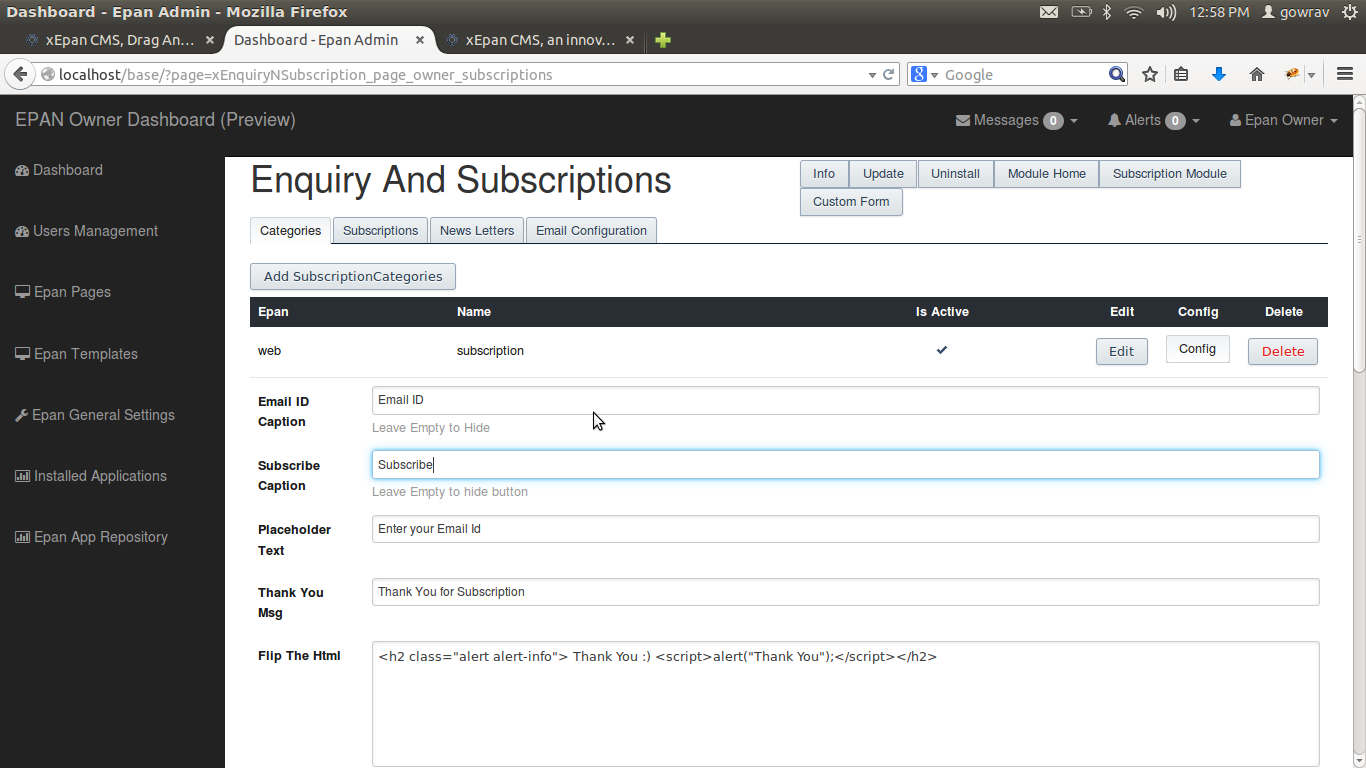 Dashboard - Epan Admin - Mozilla Firefox
12:58 PM gowrav
xEpan CMS, Drag An...
Dashboard - Epan Admin
xEpan CMS, an innov...
localhost/base/?page=xEnquiryNSubscription_page_owner_subscriptions
Google
EPAN Owner Dashboard (Preview)
Messages 0
Alerts 0
Epan Owner
Dashboard
Users Management
Epan Pages
Epan Templates
Epan General Settings
Installed Applications
Epan App Repository
Enquiry And Subscriptions
Info Update Uninstall Module Home Subscription Module
Custom Form
Categories Subscriptions News Letters Email Configuration
Add SubscriptionCategories
Epan Name Is Active Edit Config Delete
web subscription Edit Config Delete
Email ID Caption
Email ID
Leave Empty to Hide
Subscribe Caption
Subscribe
Leave Empty to hide button
Placeholder Text
Enter your Email Id
Thank You Msg
Thank You for Subscription
Flip The Html
<h2 class="alert alert-info"> Thank You :) <script>alert("Thank You");</script></h2>